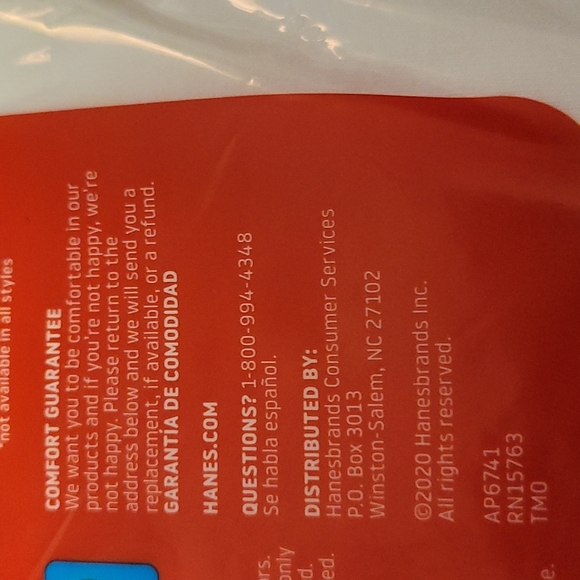 *not available in all styles
COMFORT GUARANTEE
We want you to be comfortable in our
products and if you're not happy, we're
not happy. Please return to the
address below and we will send you a
replacement, if available, or a refund.
GARANTÍA DE COMODIDAD
HANES.COM
QUESTIONS? 1-800-994-4348
Se habla español.
DISTRIBUTED BY:
Hanesbrands Consumer Services
P.O. Box 3013
Winston-Salem, NC 27102
©2020 Hanesbrands Inc.
All rights reserved.
AP6741
RN15763
TMO
only